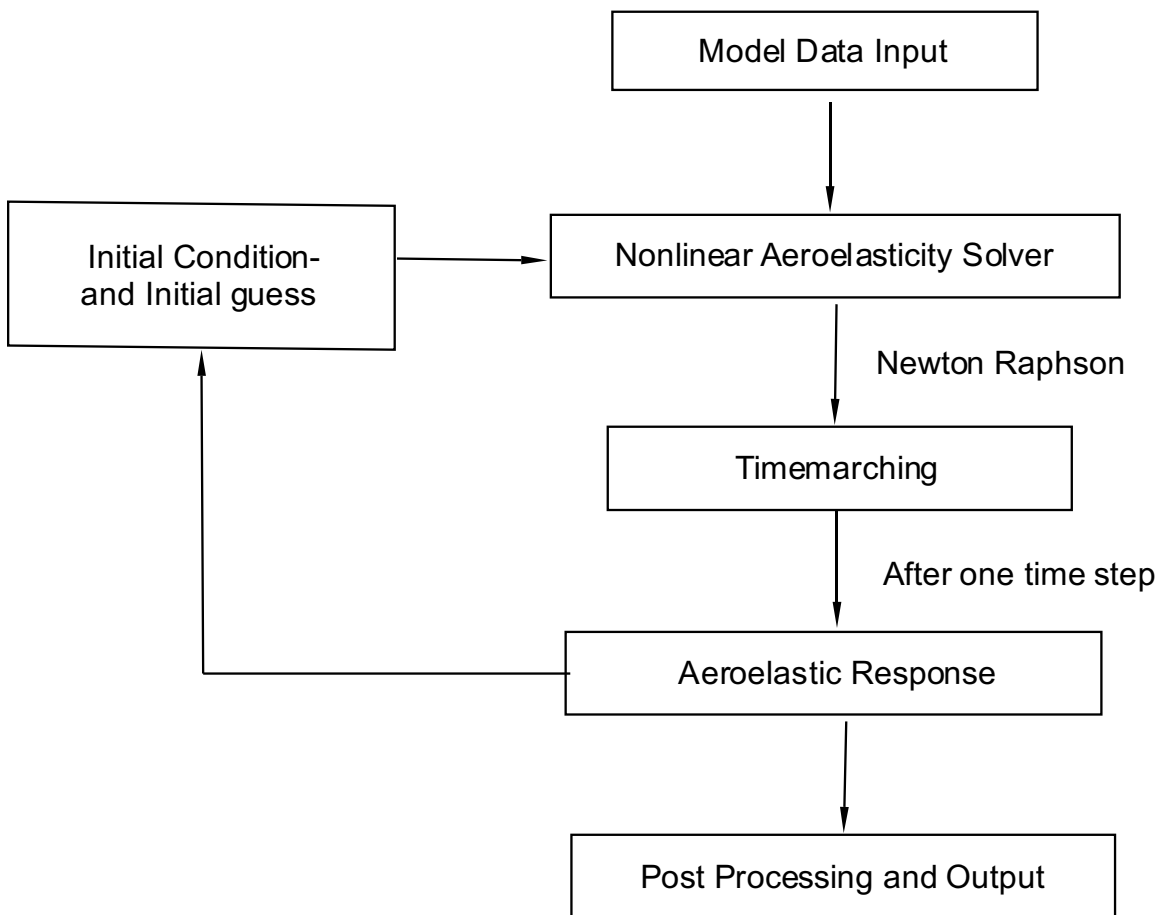 Model Data Input
Initial Condition-
and Initial guess
Nonlinear Aeroelasticity Solver
Newton Raphson
Timemarching
After one time step
Aeroelastic Response
Post Processing and Output